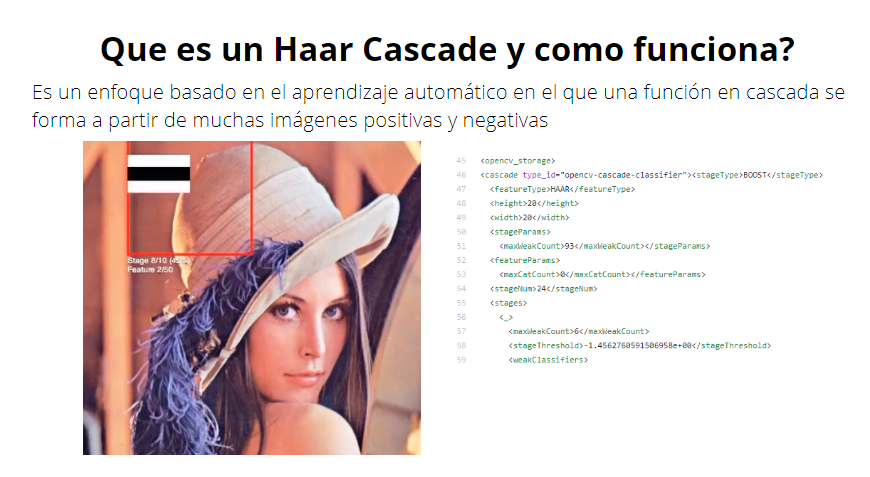 Que es un Haar Cascade y como funciona?
Es un enfoque basado en el aprendizaje automático en el que una función en cascada se
forma a partir de muchas imágenes positivas y negativas
Stage 8/10 (45%)
Feature 2/50
45 <opencv_storage>
46 <cascade type_id="opencv-cascade-classifier"><stageType>BOOST</stageType>
47 <featureType>HAAR</featureType>
48 <height>20</height>
49 <width>20</width>
50 <stageParams>
51 <maxWeakCount>93</maxWeakCount></stageParams>
52 <featureParams>
53 <maxCatCount>0</maxCatCount></featureParams>
54 <stageNum>24</stageNum>
55 <stages>
56 <_>
57 <maxWeakCount>6</maxWeakCount>
58 <stageThreshold>-1.4562760591506958e+00</stageThreshold>
59 <weakClassifiers>